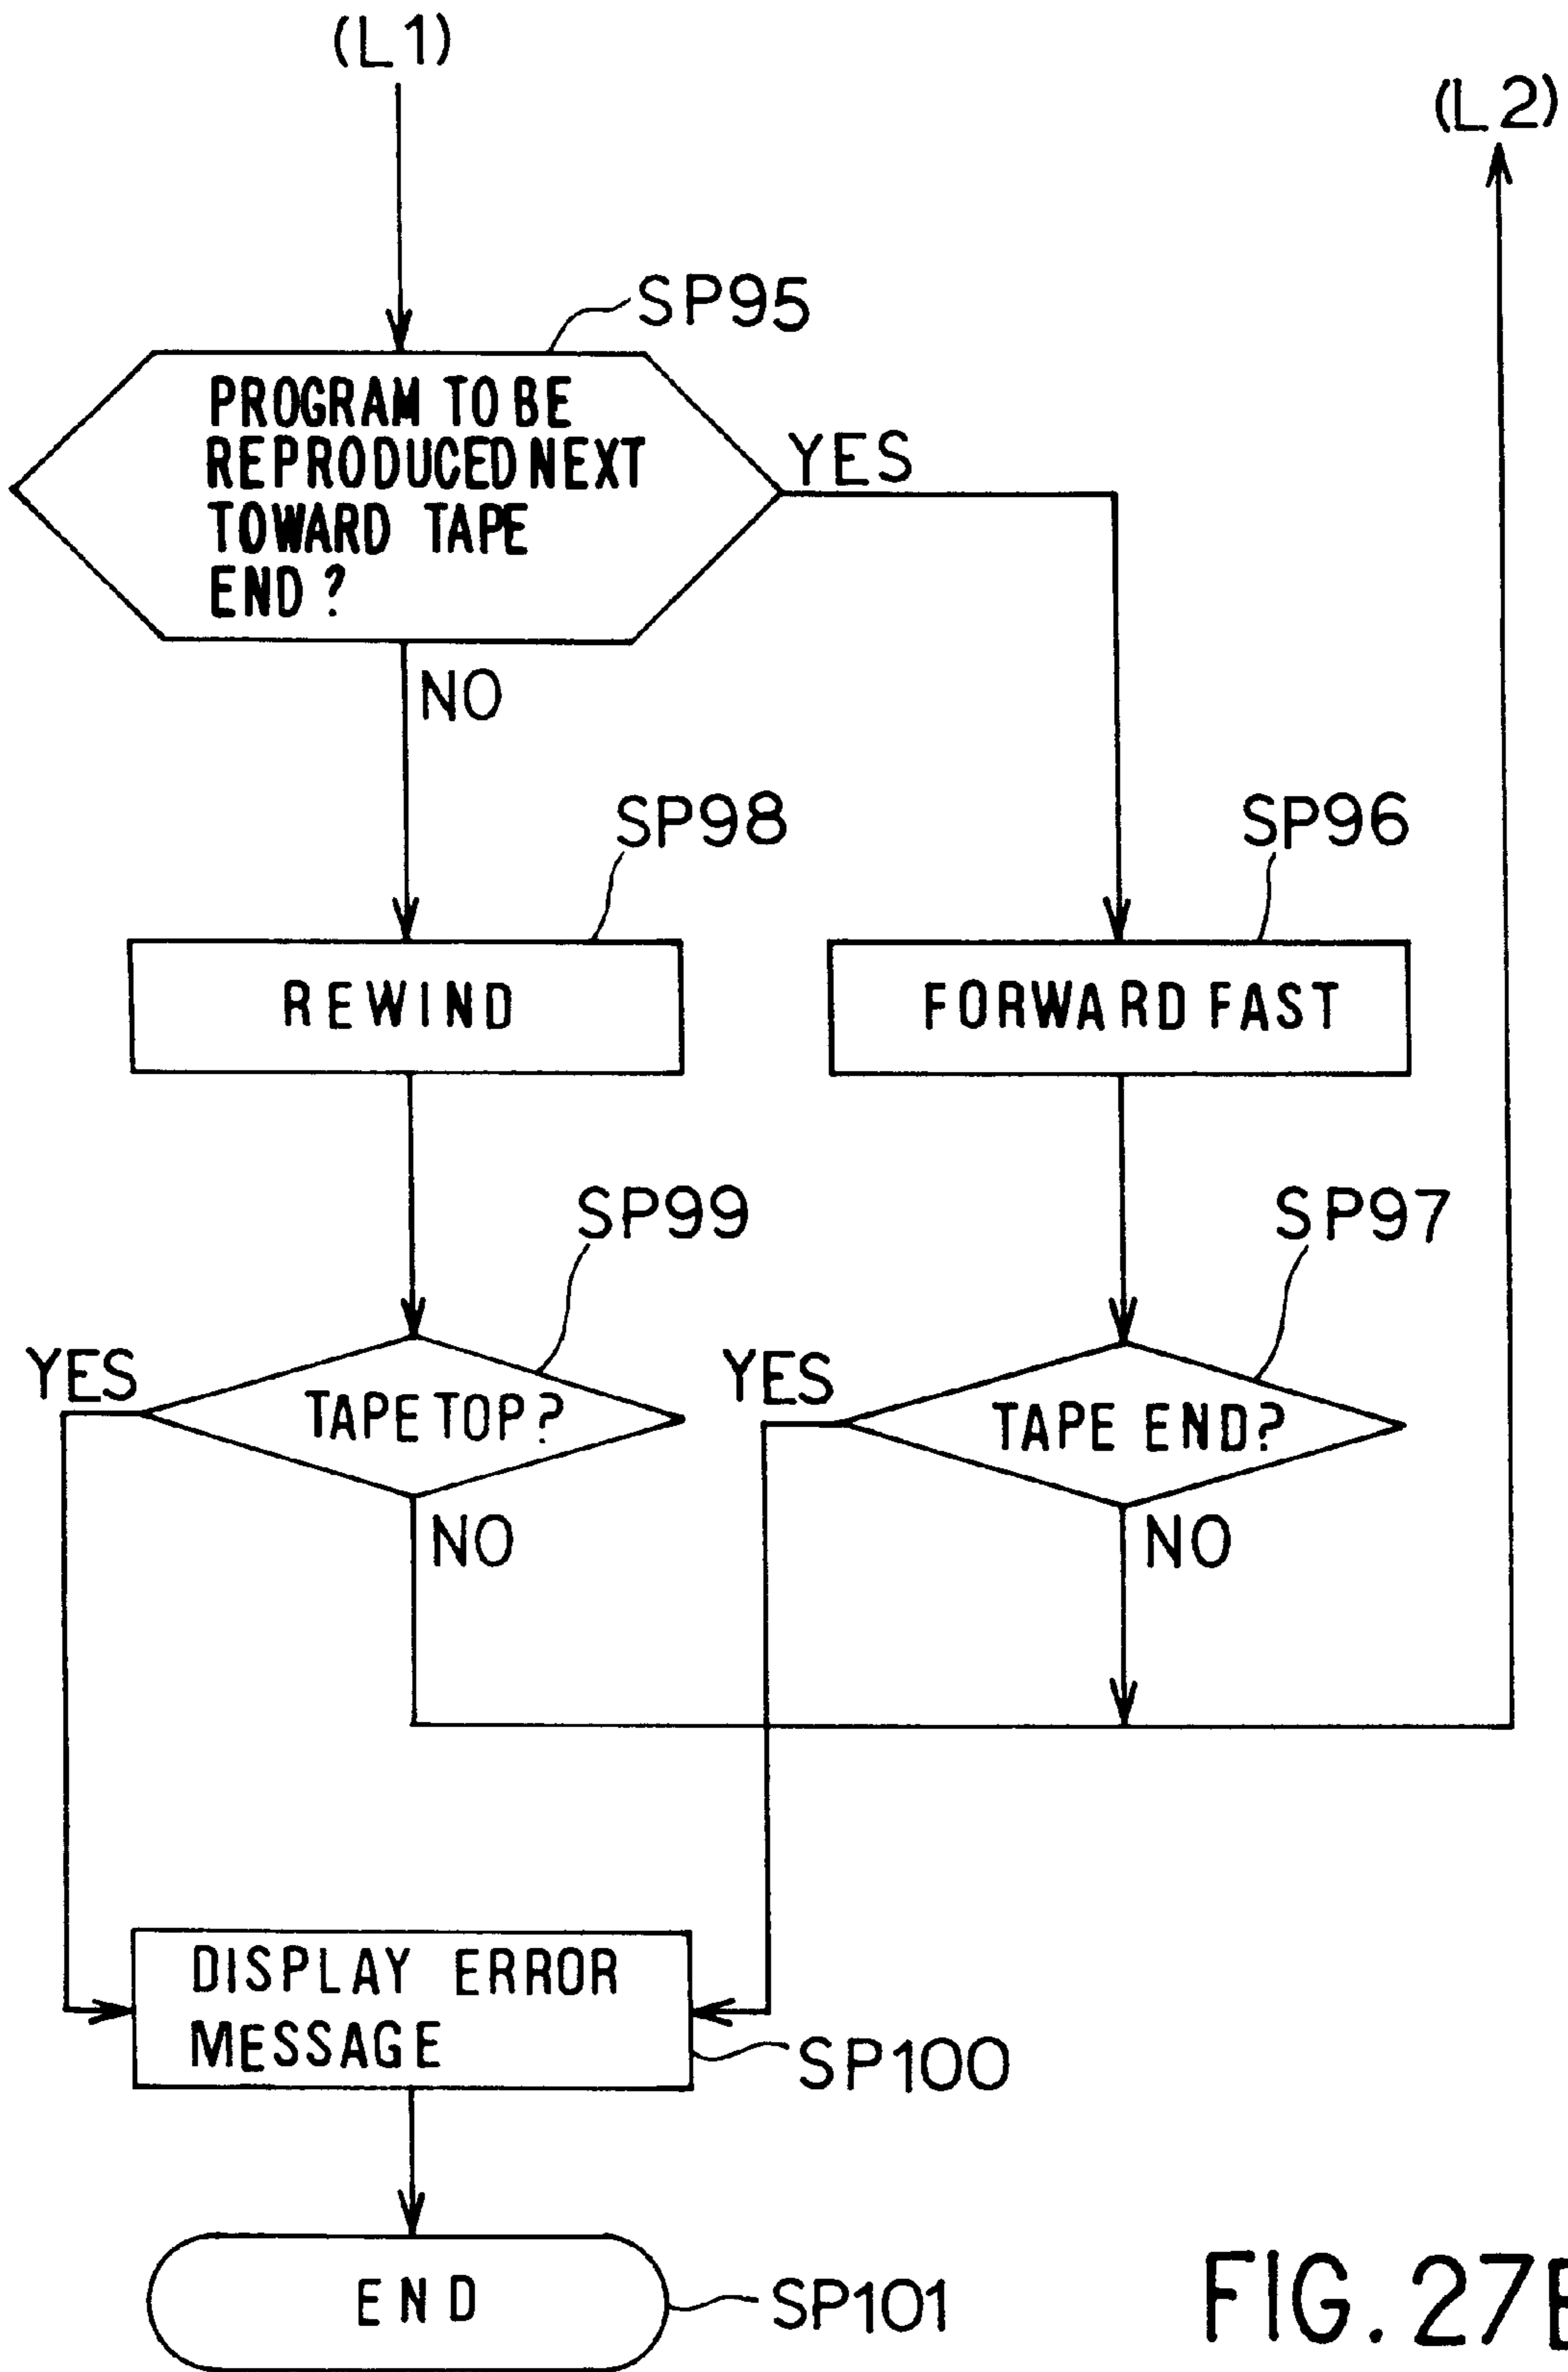 (L1)
(L2)
SP95
PROGRAM TO BE
REPRODUCED NEXT
TOWARD TAPE
END?
YES
NO
SP98
SP96
REWIND
FORWARD FAST
SP99
SP97
YES
TAPE TOP?
YES
TAPE END?
NO
NO
DISPLAY ERROR
MESSAGE
SP100
END
SP101
FIG. 27B